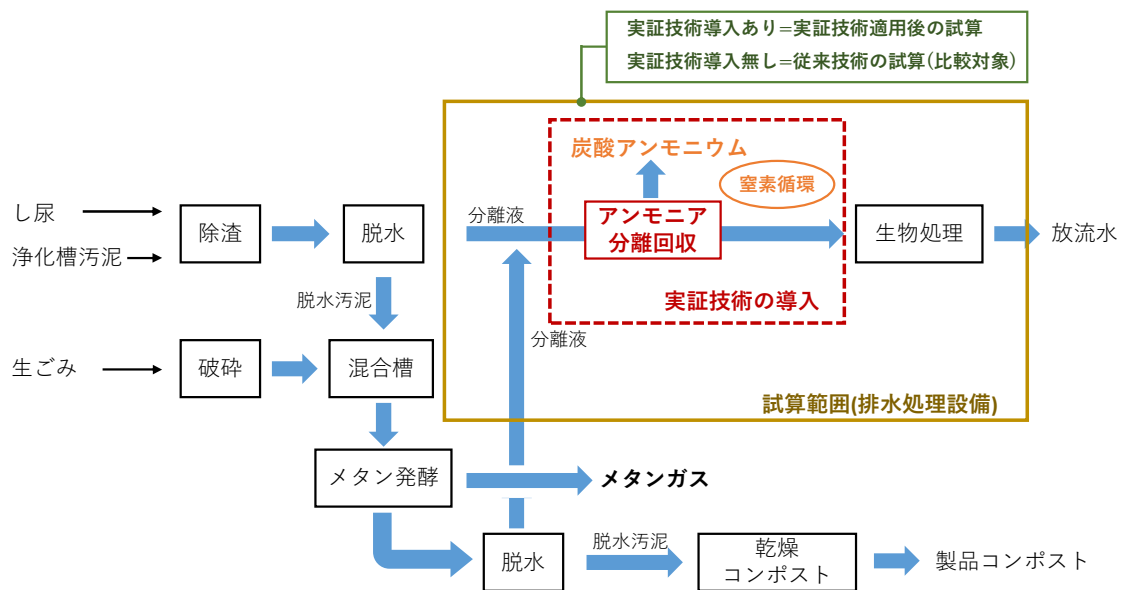 実証技術導入あり=実証技術適用後の試算
実証技術導入無し=従来技術の試算(比較対象)
炭酸アンモニウム
窒素循環
し尿
浄化槽汚泥
除渣
脱水
分離液
アンモニア
分離回収
生物処理
放流水
実証技術の導入
脱水汚泥
分離液
生ごみ
破砕
混合槽
試算範囲(排水処理設備)
メタン発酵
メタンガス
脱水
脱水汚泥
乾燥
コンポスト
製品コンポスト